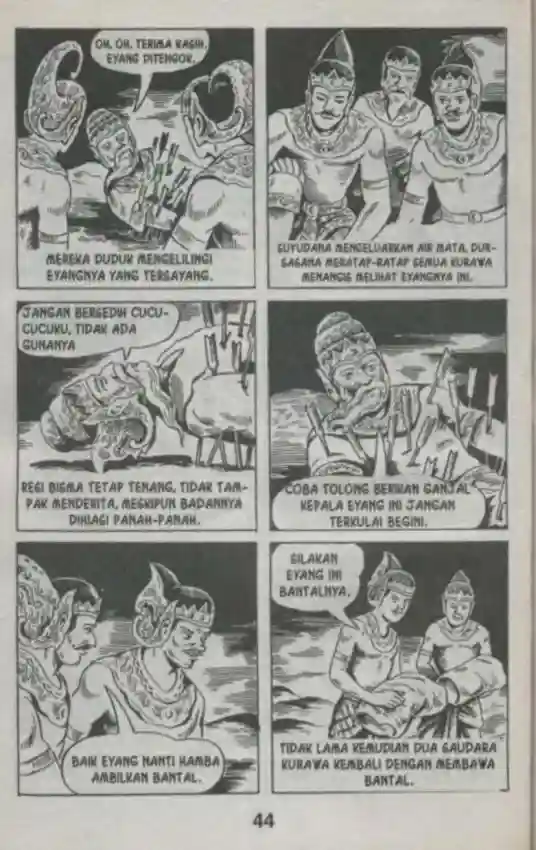 OH, OH, TERIMA KASIH,
EYANG DITENGOK.
MEREKA DUDUK MENGELILINGI
EYANGNYA YANG TERSAYANG.
SUYUDANA MENGELUARKAN AIR MATA, DUR-
SASANA MERATAP-RATAP SEMUA KURAWA
MENANGIS MELIHAT EYANGNYA INI.
JANGAN BERSEDIH CUCU-
CUCUKU, TIDAK ADA
GUNANYA
RESI BISMA TETAP TENANG, TIDAK TAM-
PAK MENDERITA, MESKIPUN BADANNYA
DIHIASI PANAH-PANAH.
COBA TOLONG BERIKAN GANJAL
KEPALA EYANG INI JANGAN
TERKULAI BEGINI.
BAIK EYANG NANTI HAMBA
AMBILKAN BANTAL.
SILAKAN
EYANG INI
BANTALNYA.
TIDAK LAMA KEMUDIAN DUA SAUDARA
KURAWA KEMBALI DENGAN MEMBAWA
BANTAL.
44